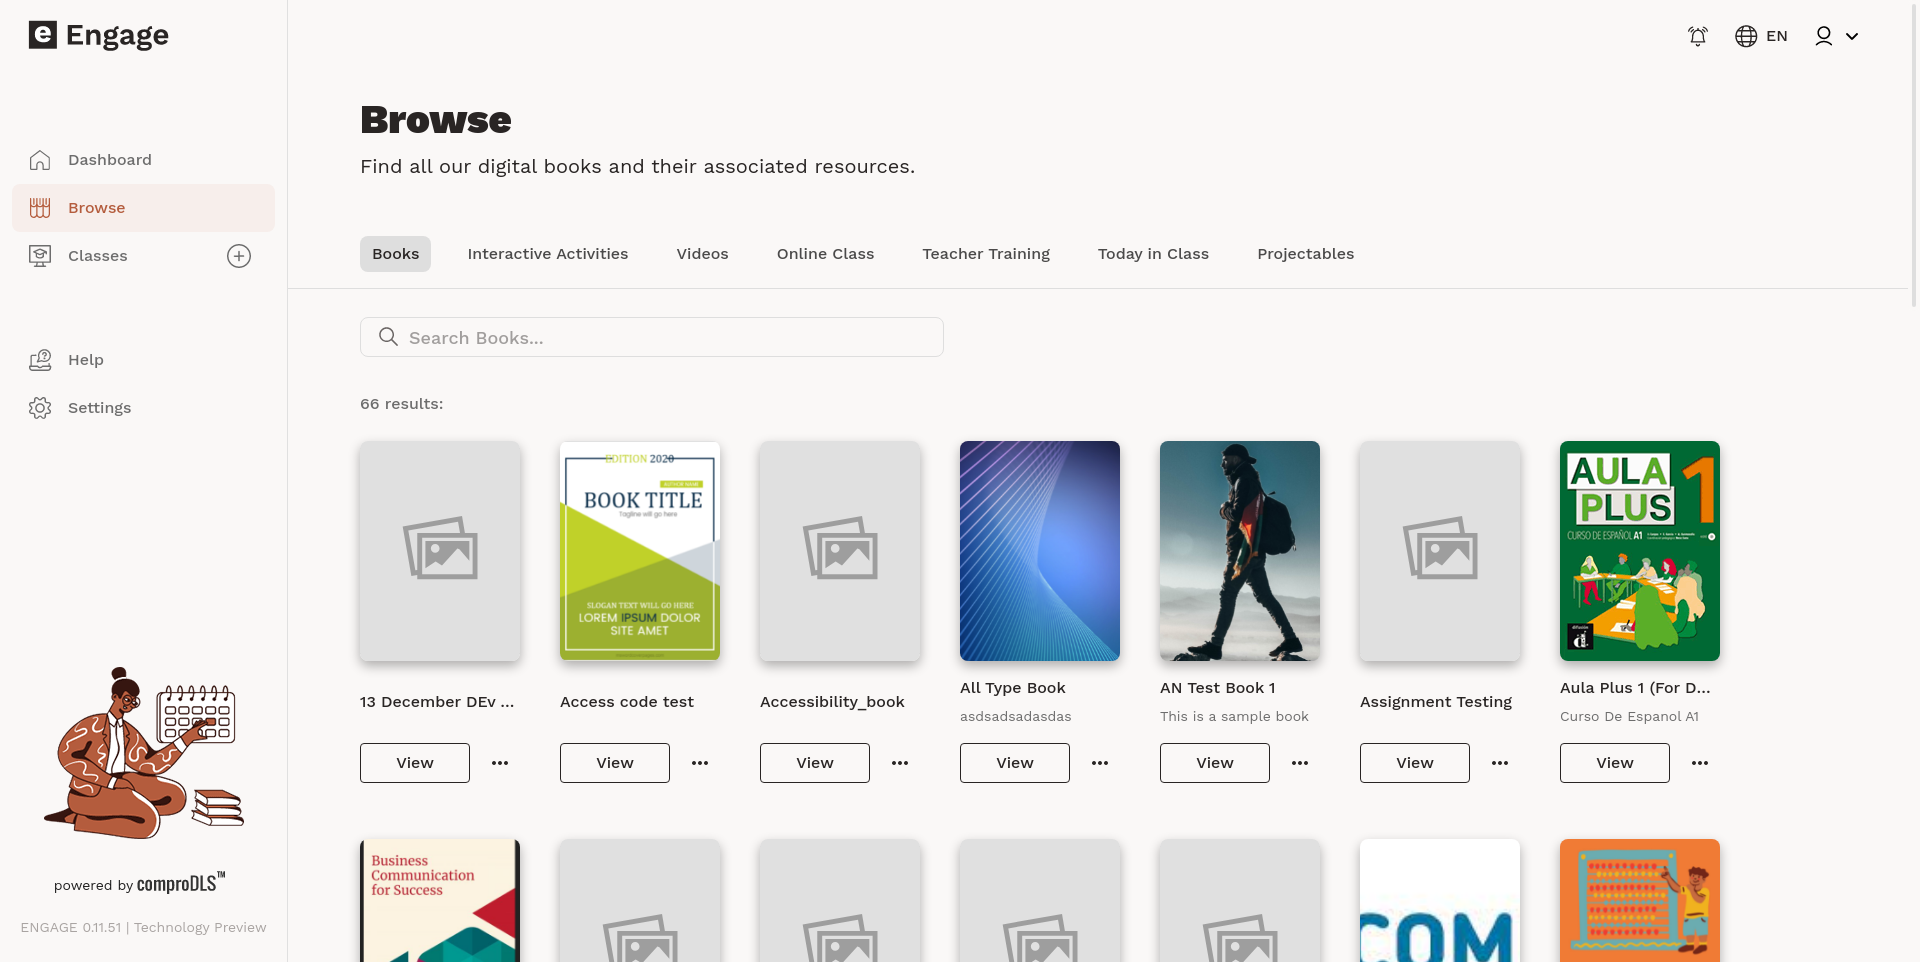 e Engage
EN
Dashboard
Browse
Classes
Help
Settings
powered by comproDLS™
ENGAGE 0.11.51 | Technology Preview
Browse
Find all our digital books and their associated resources.
Books
Interactive Activities
Videos
Online Class
Teacher Training
Today in Class
Projectables
Search Books...
66 results:
EDITION 2020
AUTHOR NAME
BOOK TITLE
Tagline will go here
SLOGAN TEXT WILL GO HERE
LOREM IPSUM DOLOR
SITE AMET
AULA
PLUS 1
CURSO DE ESPAÑOL A1
difusión
13 December DEv ...
Access code test
Accessibility_book
All Type Book
asdsadsadasdas
AN Test Book 1
This is a sample book
Assignment Testing
Aula Plus 1 (For D...
Curso De Espanol A1
View
View
View
View
View
View
View
Business
Communication
for Success
COM